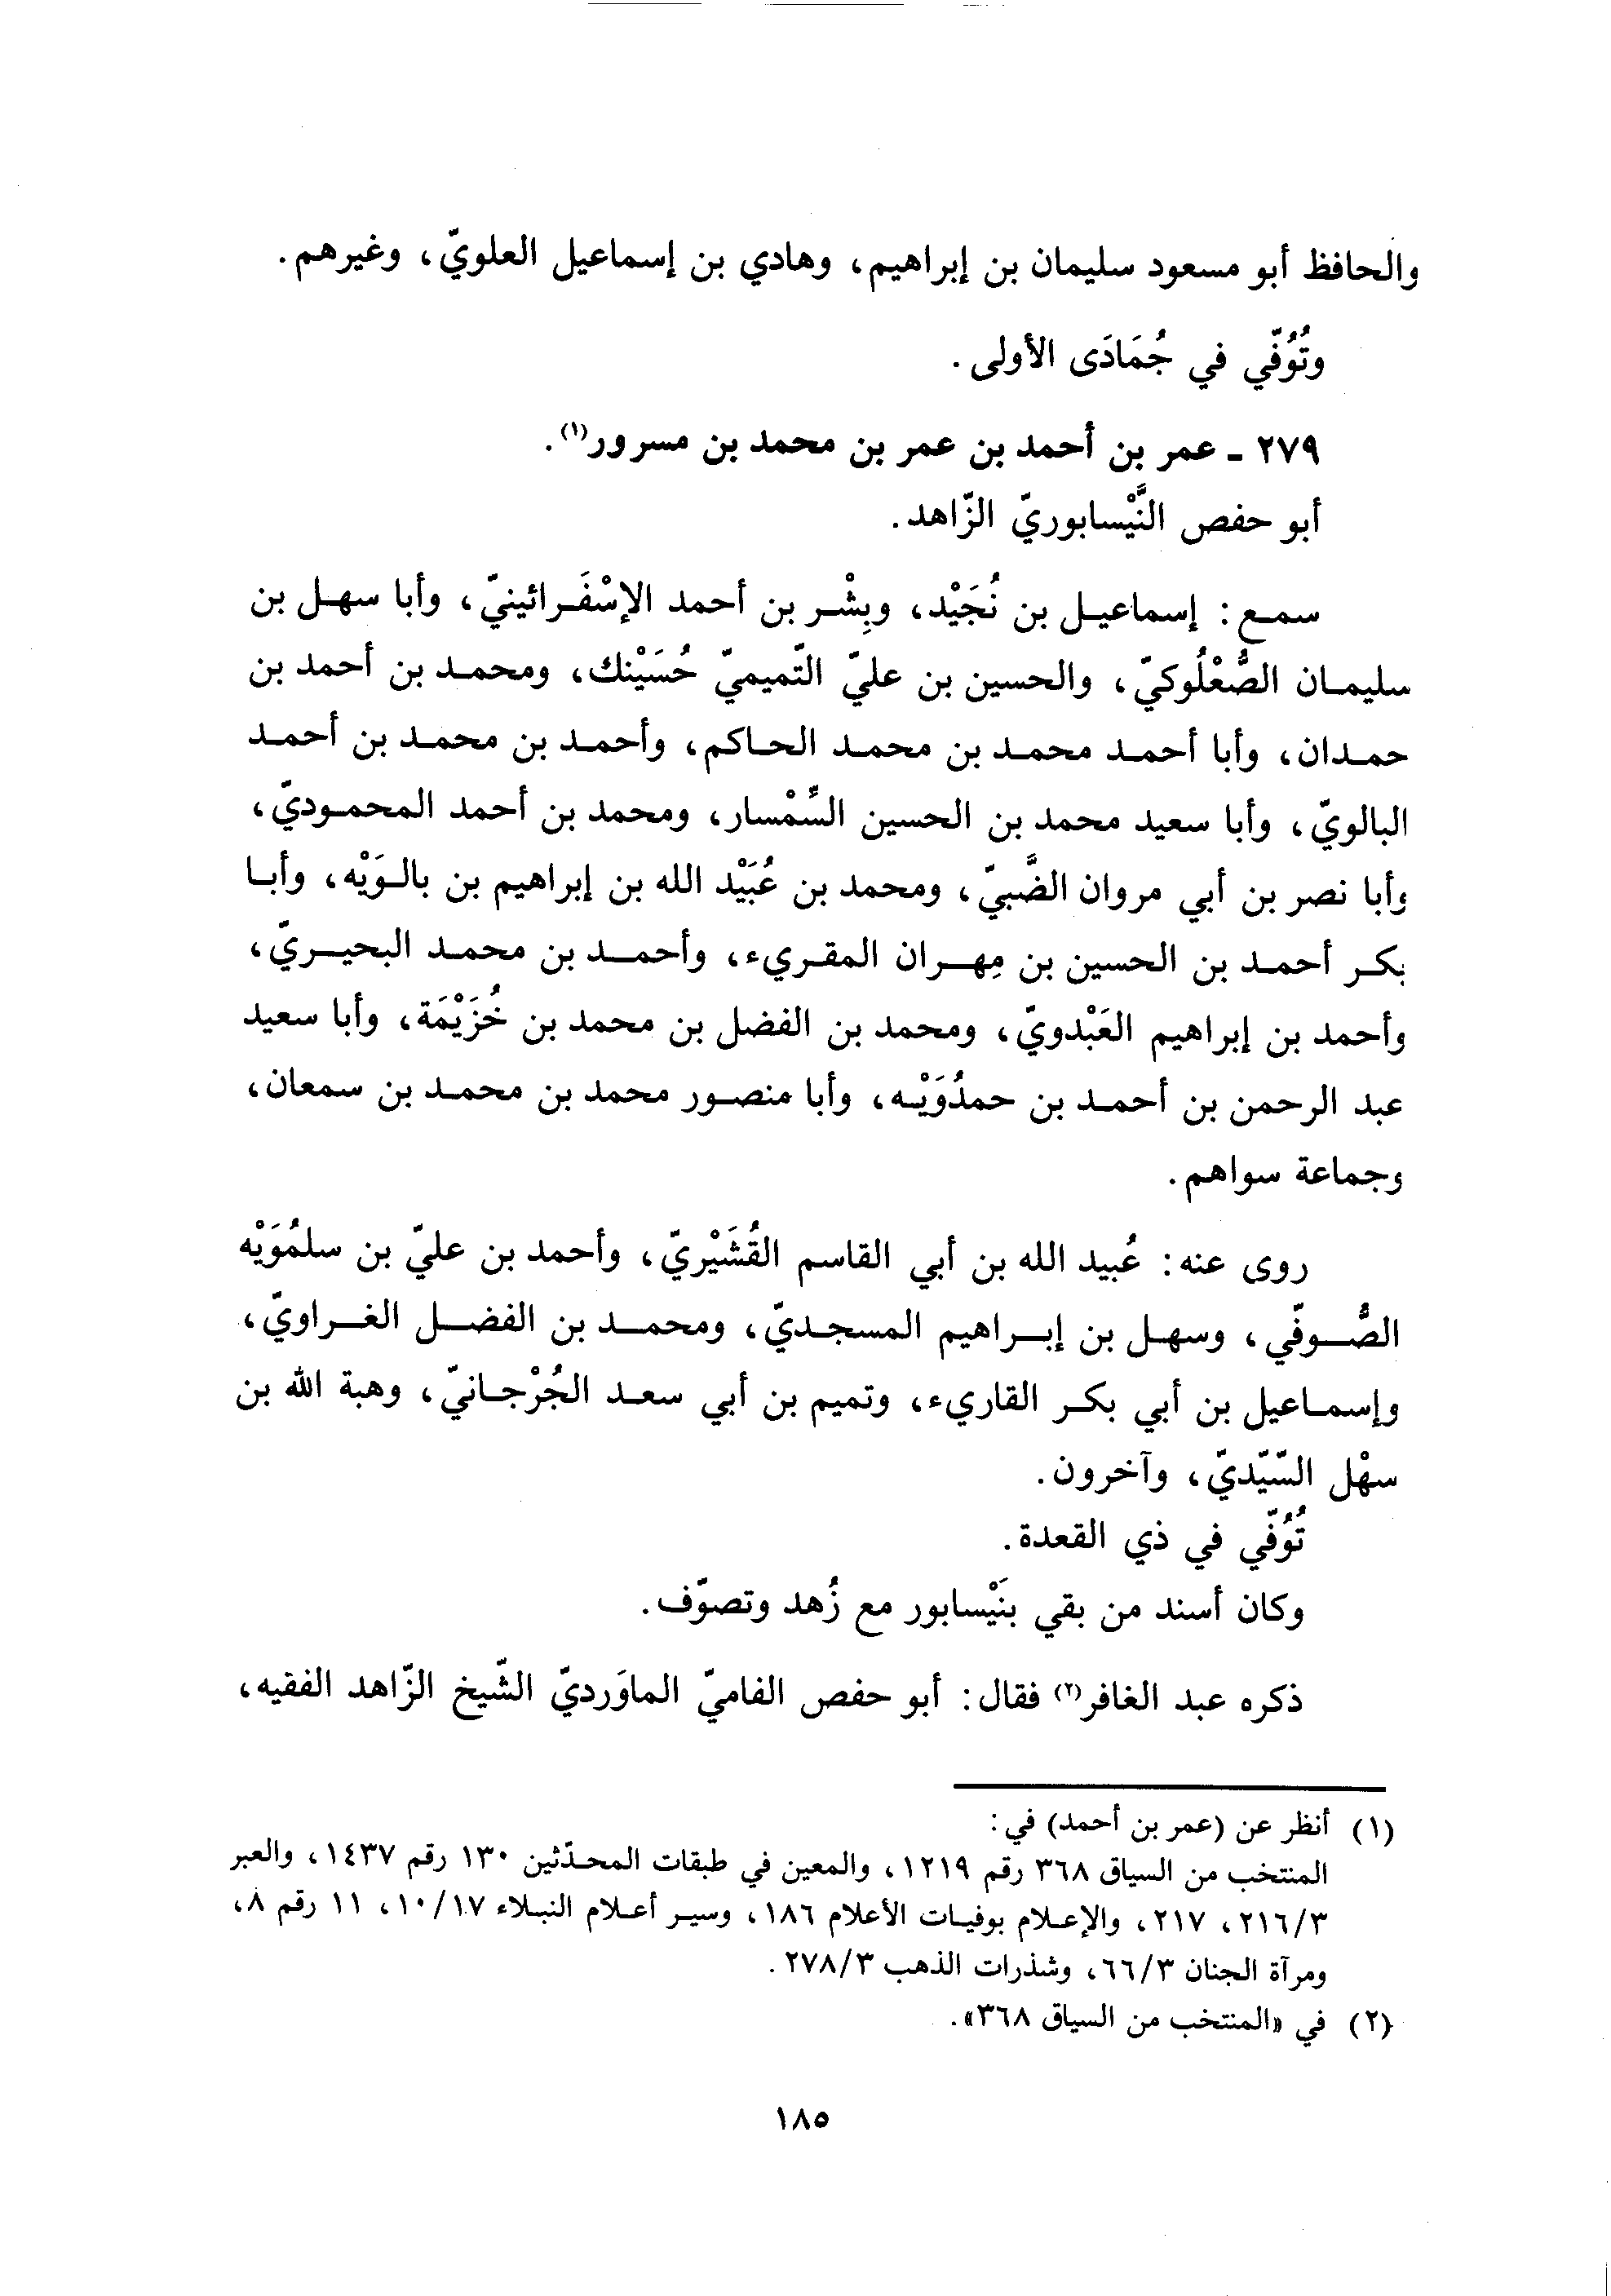 والحافظ أبو مسعود سليمان بن إبراهيم، وهادي بن إسماعيل العلويّ، وغيرهم.
وتُوُفّي في جُمَادَى الأولى.
٢٧٩ - عمر بن أحمد بن عمر بن محمد بن مسرور(١).
أبو حفص النَّيْسابوريّ الزّاهد.
سمع: إسماعيل بن نُجَيْد، وبِشْر بن أحمد الإسْفَرائينيّ، وأبا سهل بن
سليمان الصُّعْلُوكيّ، والحسين بن عليّ التّميميّ حُسَيْنك، ومحمد بن أحمد بن
حمدان، وأبا أحمد محمد بن محمد الحاكم، وأحمد بن محمد بن أحمد
البالويّ، وأبا سعيد محمد بن الحسين السِّمْسار، ومحمد بن أحمد المحموديّ،
وأبا نصر بن أبي مروان الضَّبيّ، ومحمد بن عُبَيْد الله بن إبراهيم بن بالَوَيْه، وأبا
بكر أحمد بن الحسين بن مِهران المقريء، وأحمد بن محمد البحيريّ،
وأحمد بن إبراهيم العَبْدويّ، ومحمد بن الفضل بن محمد بن خُزَيْمَة، وأبا سعيد
عبد الرحمن بن أحمد بن حمدُوَيْه، وأبا منصور محمد بن محمد بن سمعان،
وجماعة سواهم.
روى عنه: عُبيد الله بن أبي القاسم القُشَيْريّ، وأحمد بن عليّ بن سلمُوَيْه
الصُّوفّي، وسهل بن إبراهيم المسجديّ، ومحمد بن الفضل الغراويّ،
وإسماعيل بن أبي بكر القاريء، وتميم بن أبي سعد الجُرْجانيّ، وهبة الله بن
سهْل السّيّديّ، وآخرون.
تُوُفّي في ذي القعدة.
وكان أسند من بقي بنَيْسابور مع زُهد وتصوّف.
ذكره عبد الغافر(٢) فقال: أبو حفص الفاميّ الماوَرديّ الشّيخ الزّاهد الفقيه،
(١) أنظر عن (عمر بن أحمد) في:
المنتخب من السياق ٣٦٨ رقم ١٢١٩، والمعين في طبقات المحدّثين ١٣٠ رقم ١٤٣٧، والعبر
٢١٦/٣، ٢١٧، والإعلام بوفيات الأعلام ١٨٦، وسير أعلام النبلاء ١٠/١٧، ١١ رقم ٨،
ومرآة الجنان ٦٦/٣، وشذرات الذهب ٢٧٨/٣.
(٢) في «المنتخب من السياق ٣٦٨».
١٨٥